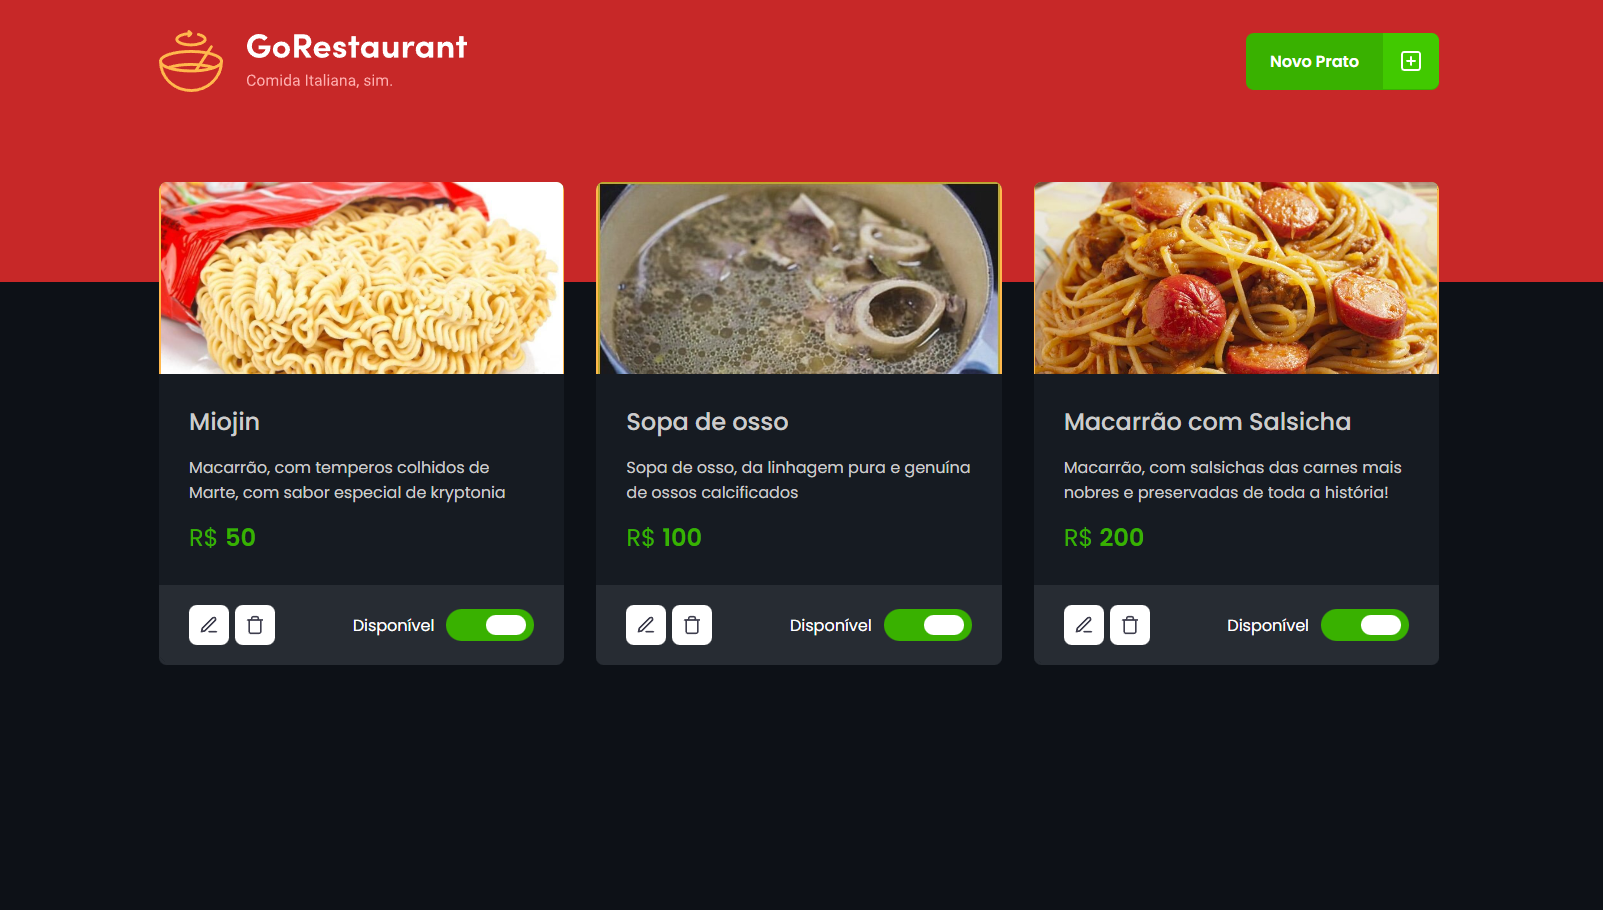 GoRestaurant
Comida Italiana, sim.
Novo Prato
Miojin
Macarrão, com temperos colhidos de
Marte, com sabor especial de kryptonia
R$ 50
Disponível
Sopa de osso
Sopa de osso, da linhagem pura e genuína
de ossos calcificados
R$ 100
Disponível
Macarrão com Salsicha
Macarrão, com salsichas das carnes mais
nobres e preservadas de toda a história!
R$ 200
Disponível